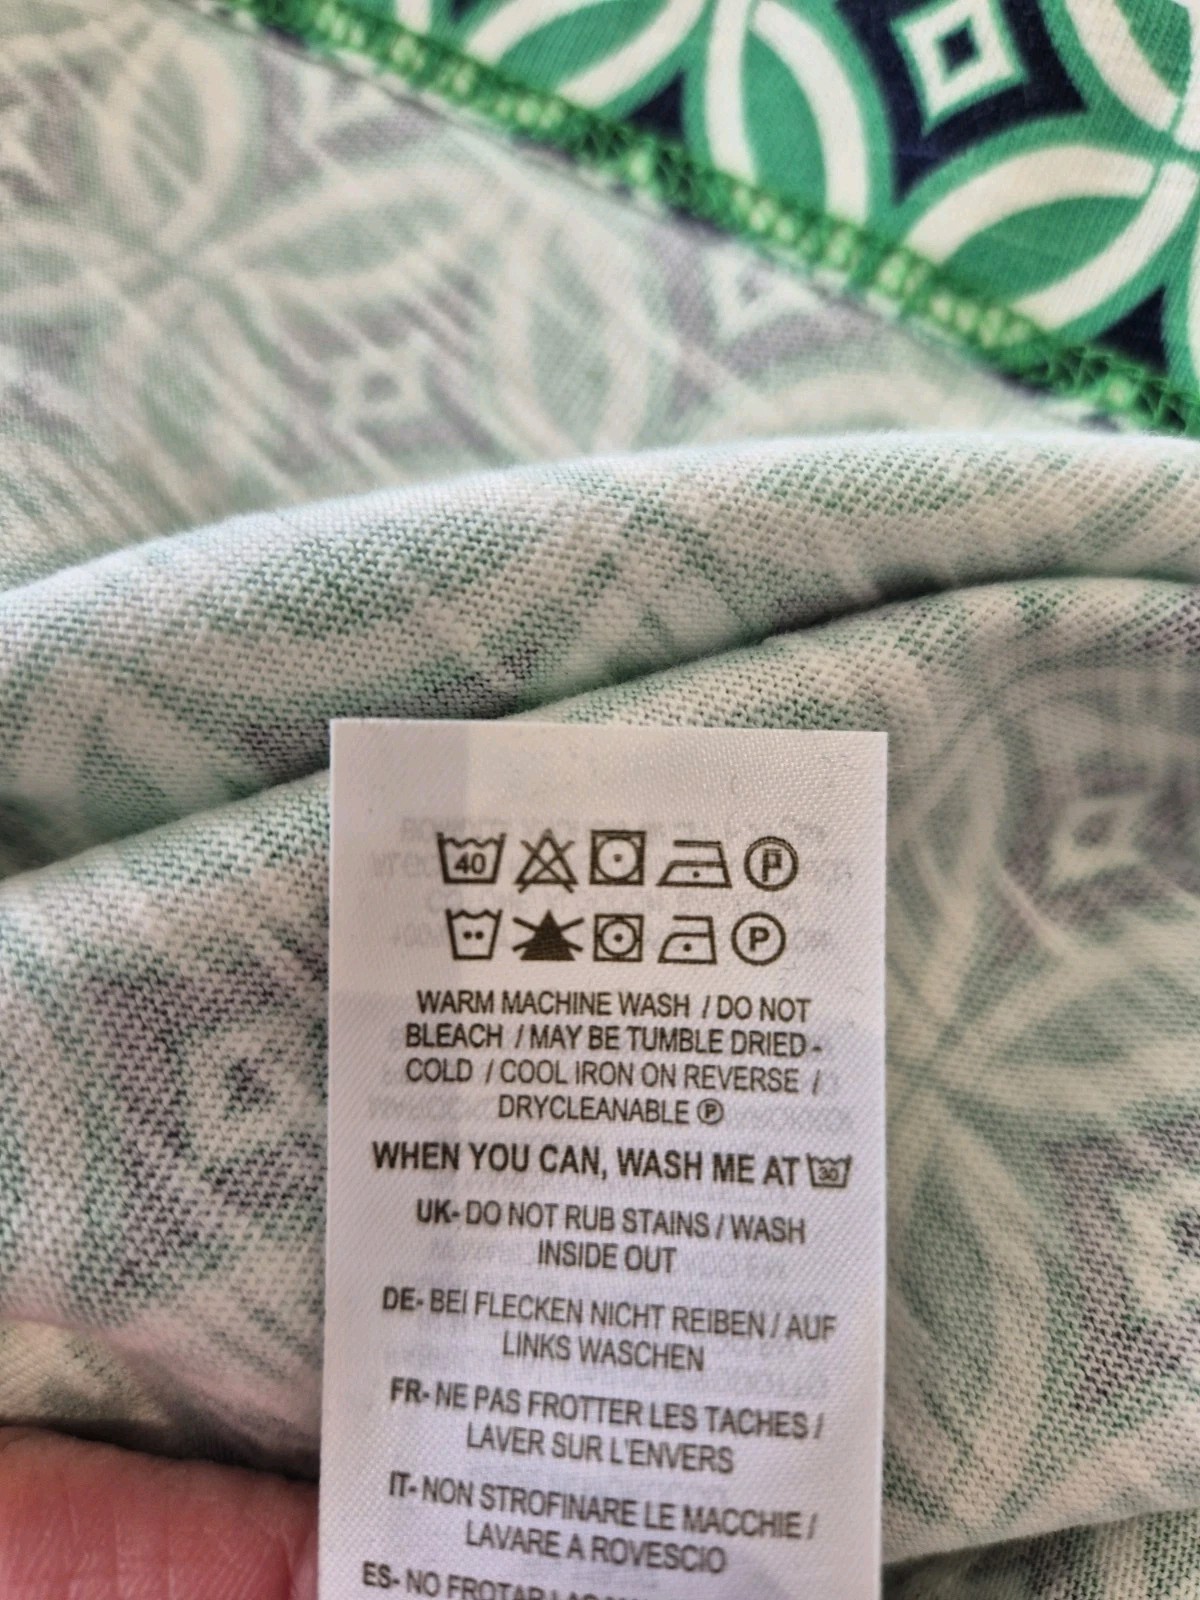 40 P
P
WARM MACHINE WASH / DO NOT
BLEACH / MAY BE TUMBLE DRIED -
COLD / COOL IRON ON REVERSE /
DRYCLEANABLE Ⓟ
WHEN YOU CAN, WASH ME AT 30
UK- DO NOT RUB STAINS / WASH
INSIDE OUT
DE- BEI FLECKEN NICHT REIBEN / AUF
LINKS WASCHEN
FR- NE PAS FROTTER LES TACHES /
LAVER SUR L'ENVERS
IT- NON STROFINARE LE MACCHIE /
LAVARE A ROVESCIO
ES- NO FROTAR